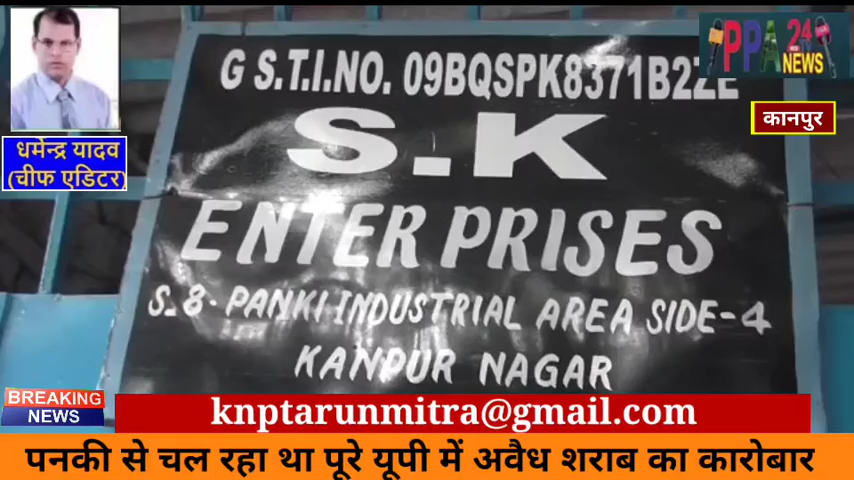 PPA 24
NEWS
धर्मेन्द्र यादव
(चीफ एडिटर)
कानपुर
G S.T.I.NO. 09BQSPK8371B2ZE
S.K
ENTER PRISES
S_8-PANKI INDUSTRIAL AREA SIDE-4
KANPUR NAGAR
BREAKING
NEWS
knptarunmitra@gmail.com
पनकी से चल रहा था पूरे यूपी में अवैध शराब का कारोबार